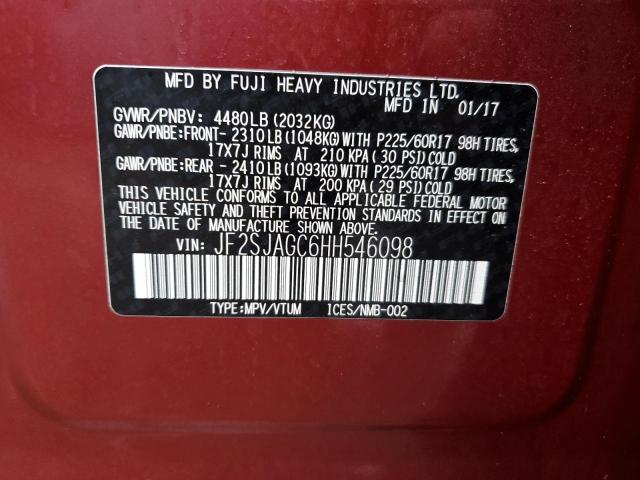 MFD BY FUJI HEAVY INDUSTRIES LTD.
MFD IN 01/17
GVWR/PNBV: 4480LB (2032KG)
GAWR/PNBE:FRONT- 2310LB(1048KG)WITH P225/60R17 98H TIRES,
17X7J RIMS AT 210 KPA( 30 PSI)COLD
GAWR/PNBE:REAR - 2410LB(1093KG)WITH P225/60R17 98H TIRES,
17X7J RIMS AT 200 KPA( 29 PSI)COLD
THIS VEHICLE CONFORMS TO ALL APPLICABLE FEDERAL MOTOR
VEHICLE SAFETY AND THEFT PREVENTION STANDARDS IN EFFECT ON
THE DATE OF MANUFACTURE SHOWN ABOVE.
VIN: JF2SJAGC6HH546098
TYPE:MPV/VTUM ICES/NMB-002